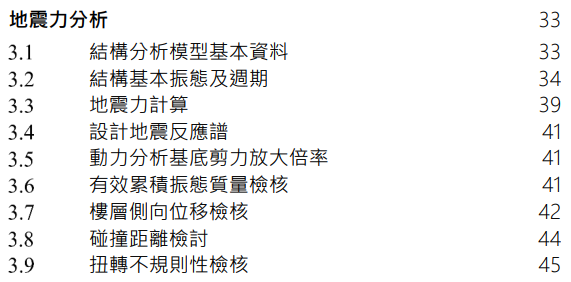 地震力分析 33
3.1 結構分析模型基本資料 33
3.2 結構基本振態及週期 34
3.3 地震力計算 39
3.4 設計地震反應譜 41
3.5 動力分析基底剪力放大倍率 41
3.6 有效累積振態質量檢核 41
3.7 樓層側向位移檢核 42
3.8 碰撞距離檢討 44
3.9 扭轉不規則性檢核 45